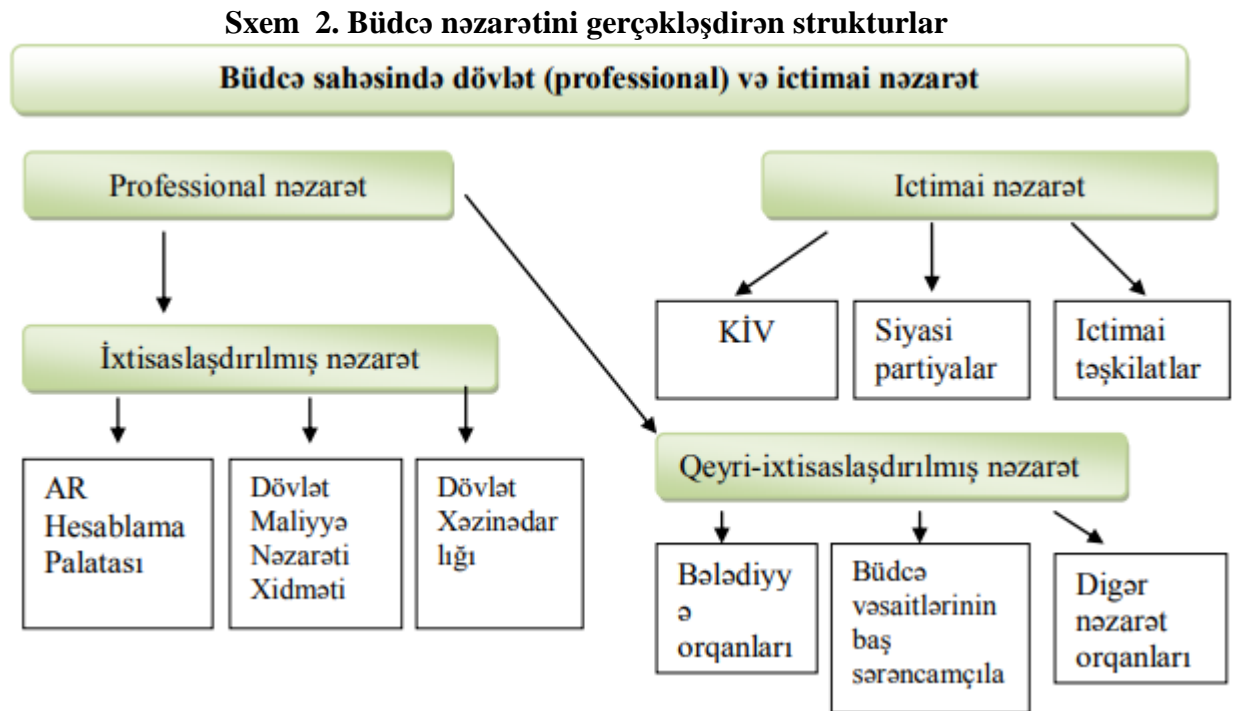 Sxem 2. Büdcə nəzarətini gerçəkləşdirən strukturlar
Büdcə sahəsində dövlət (professional) və ictimai nəzarət
Professional nəzarət
Ictimai nəzarət
KİV
Siyasi
partiyalar
Ictimai
təşkilatlar
İxtisaslaşdırılmış nəzarət
AR
Hesablama
Palatası
Dövlət
Maliyyə
Nəzarəti
Xidməti
Dövlət
Xəzinədar
lığı
Qeyri-ixtisaslaşdırılmış nəzarət
Bələdiyy
ə
orqanları
Büdcə
vəsaitlərinin
baş
sərəncamçıla
Digər
nəzarət
orqanları